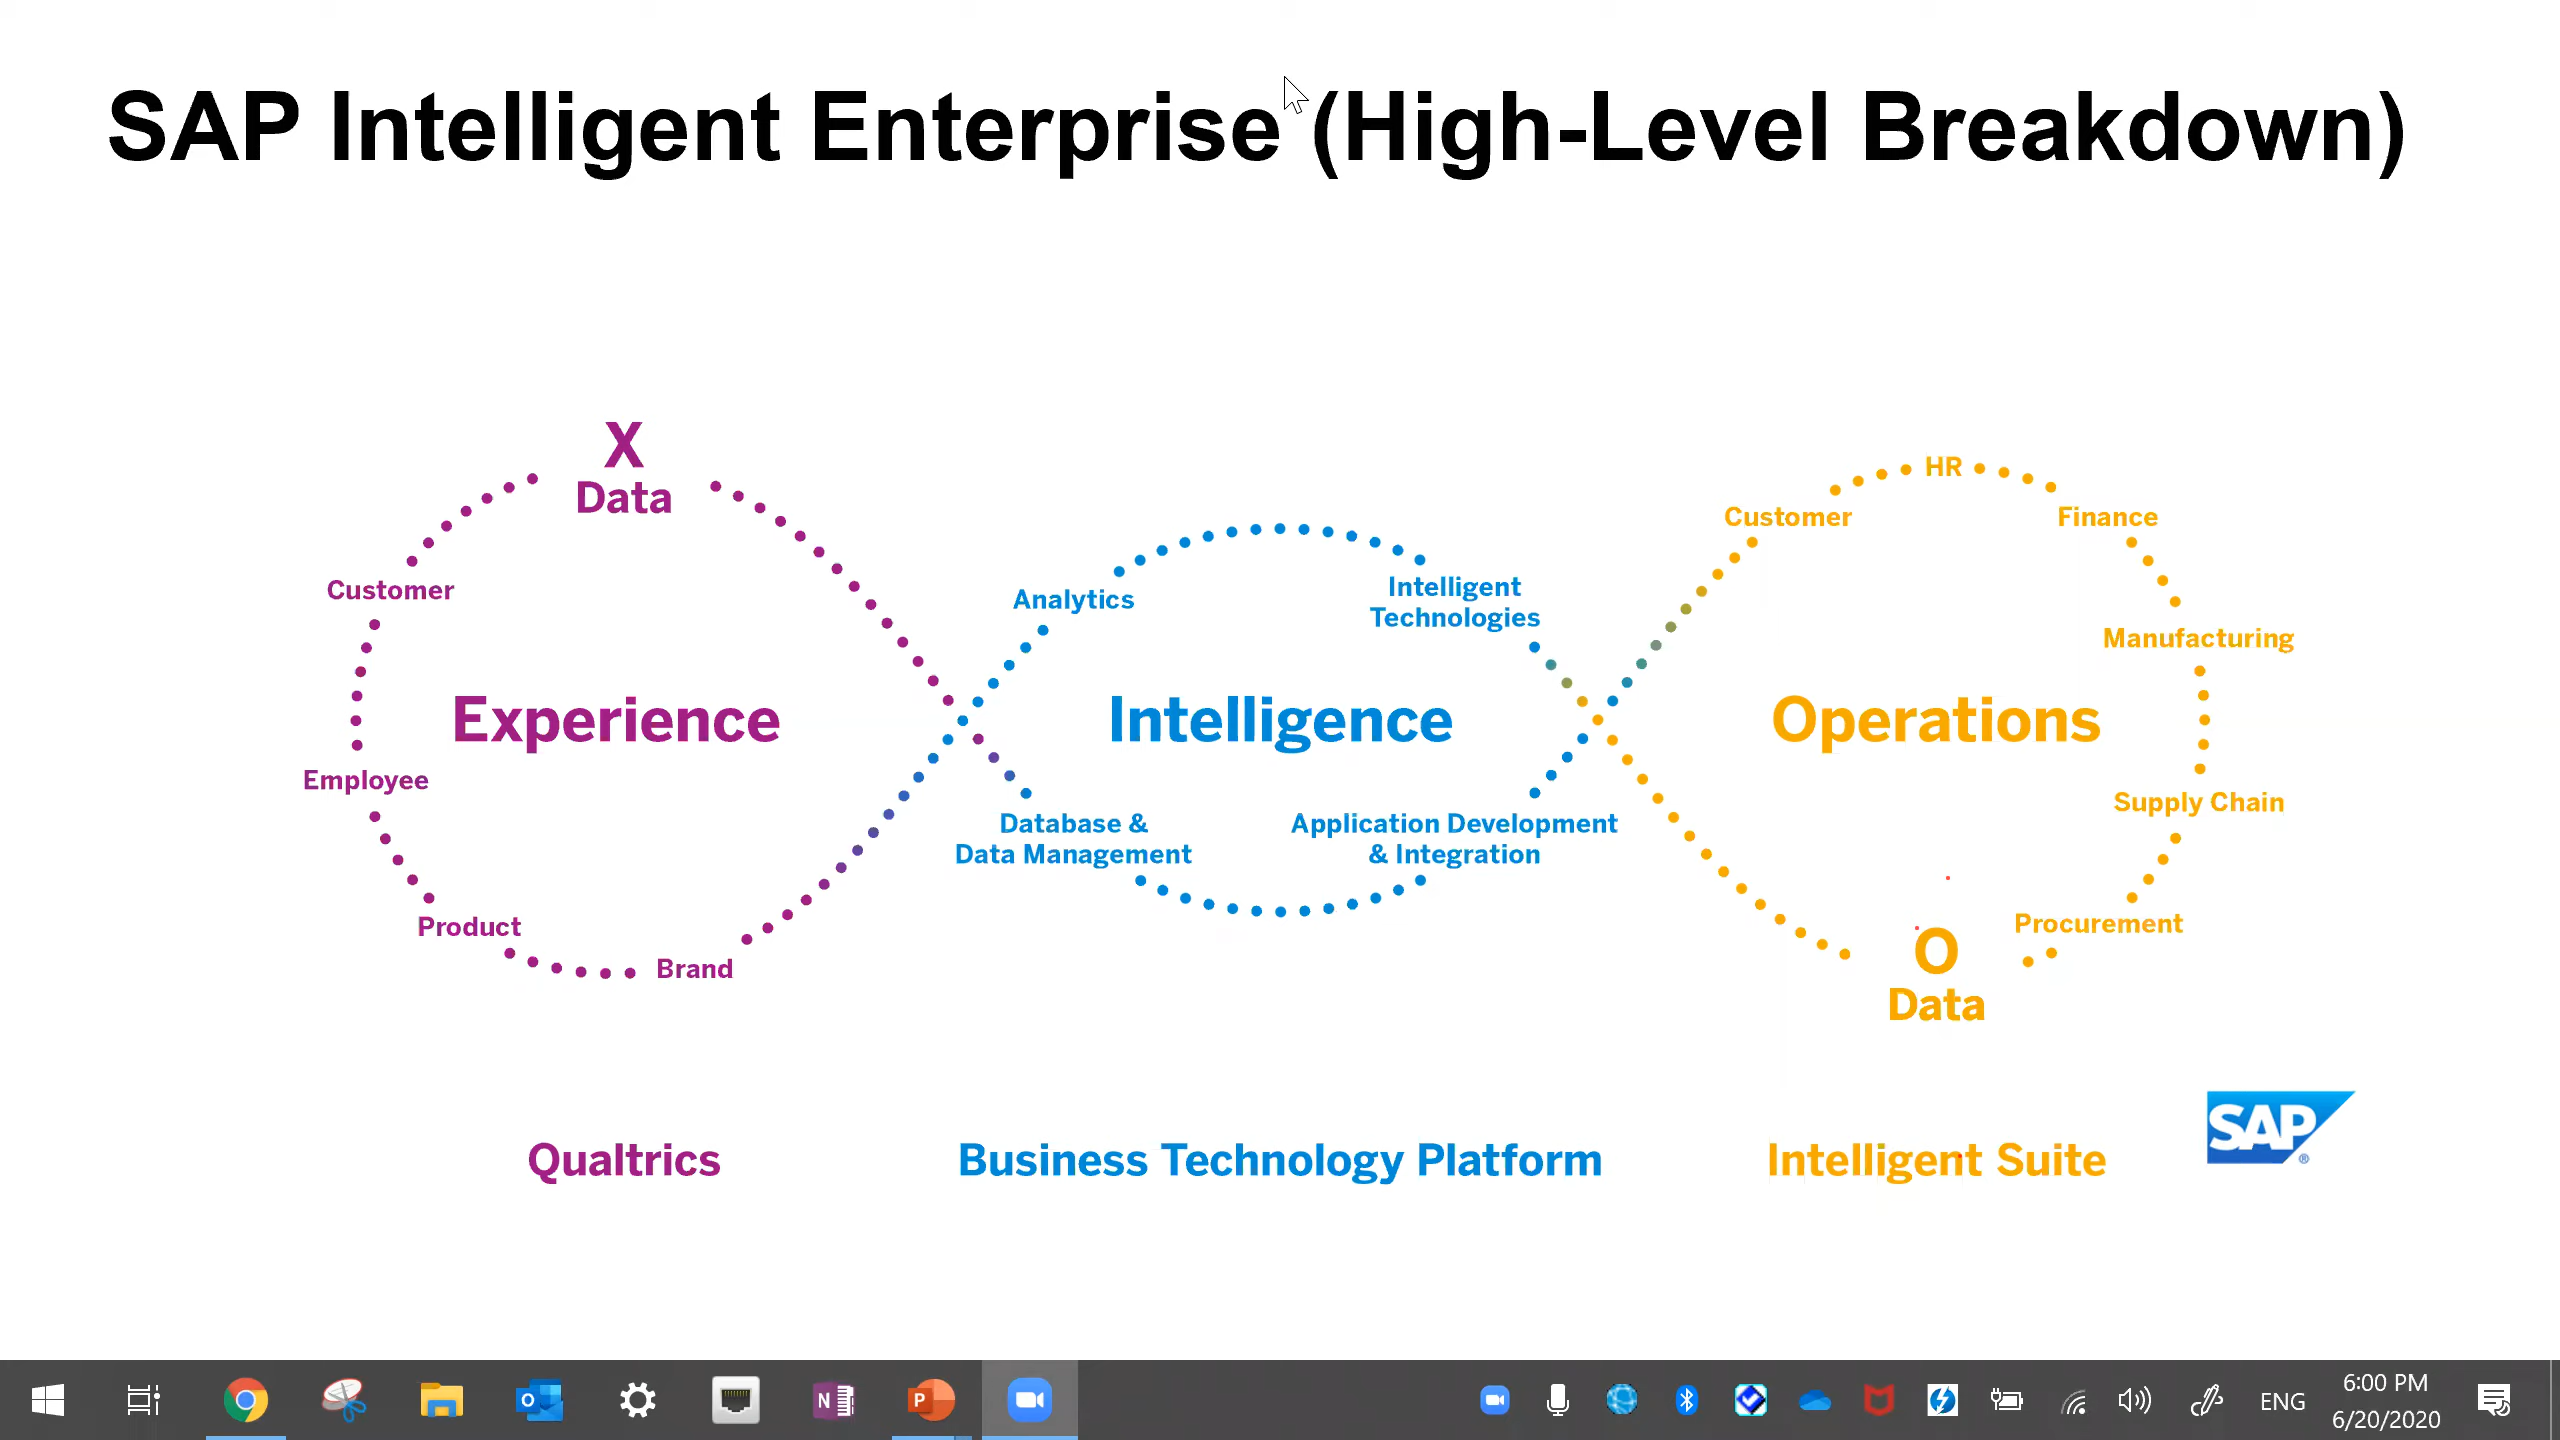 SAP Intelligent Enterprise (High-Level Breakdown)
X
Data
Customer
Experience
Employee
Product
Brand
Analytics
Intelligent
Technologies
Intelligence
Database &
Data Management
Application Development
& Integration
HR
Customer
Finance
Manufacturing
Operations
Supply Chain
Procurement
O
Data
Qualtrics
Business Technology Platform
Intelligent Suite
SAP®
ENG
6:00 PM
6/20/2020